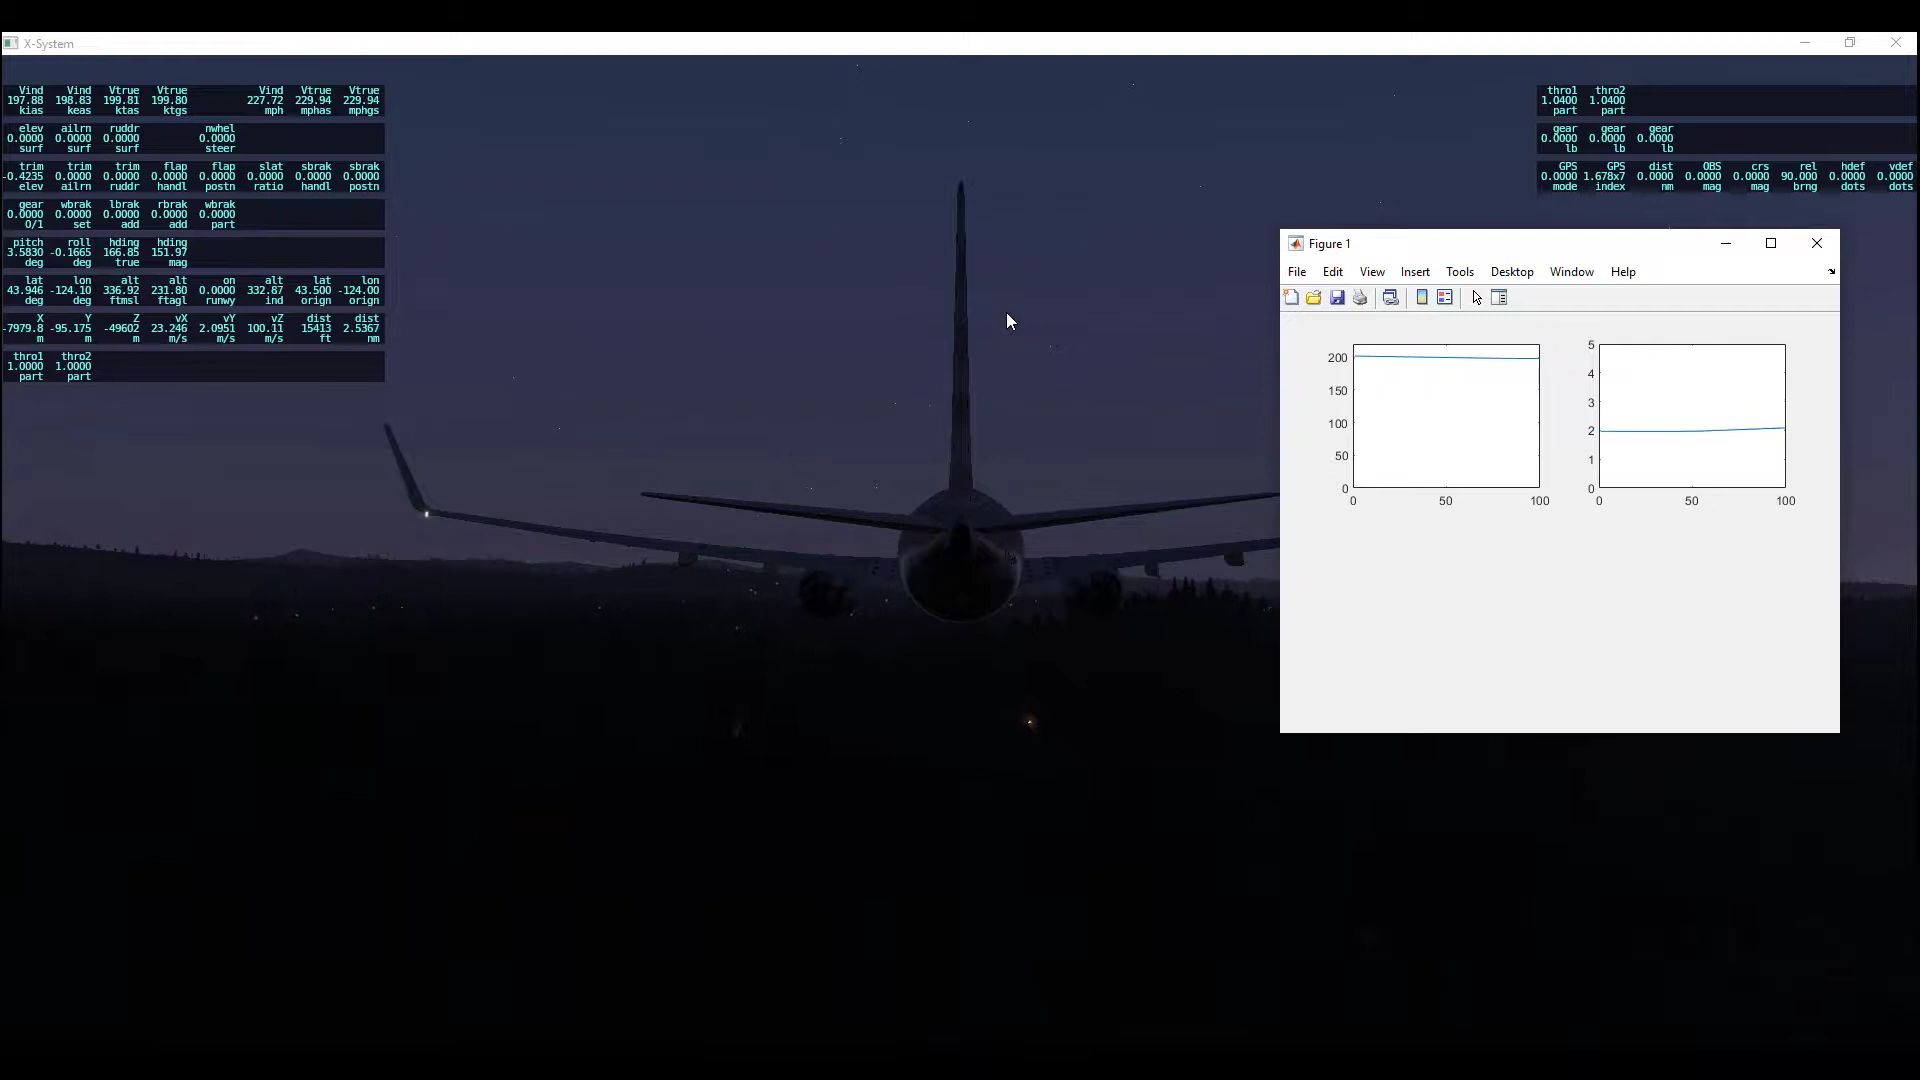 X-System
Vind Vind Vtrue Vtrue Vind Vtrue Vtrue
197.88 198.83 199.81 199.80 227.72 229.94 229.94
kias keas ktas ktgs mph mphas mphgs
elev ailrn ruddr nwhel
0.0000 0.0000 0.0000 0.0000
surf surf surf steer
trim trim trim flap flap slat sbrak sbrak
-0.4235 0.0000 0.0000 0.0000 0.0000 0.0000 0.0000 0.0000
elev ailrn ruddr handl postn ratio handl postn
gear wbrak lbrak rbrak wbrak
0.0000 0.0000 0.0000 0.0000 0.0000
0/1 set add add part
pitch roll hding hding
3.5830 -0.1665 166.85 151.97
deg deg true mag
lat lon alt alt on alt lat lon
43.946 -124.10 336.92 231.80 0.0000 332.87 43.500 -124.00
deg deg ftmsl ftagl runwy ind orign orign
X Y Z vX vY vZ dist dist
-7979.8 -95.175 -49602 23.246 2.0951 100.11 15413 2.5367
m m m m/s m/s m/s ft nm
thro1 thro2
1.0000 1.0000
part part
thro1 thro2
1.0400 1.0400
part part
gear gear gear
0.0000 0.0000 0.0000
lb lb lb
GPS GPS dist OBS crs rel hdef vdef
0.0000 1.678x7 0.0000 0.0000 0.0000 90.000 0.0000 0.0000
mode index nm mag mag brng dots dots
Figure 1
File Edit View Insert Tools Desktop Window Help
200
150
100
50
0
0 50 100
5
4
3
2
1
0
0 50 100